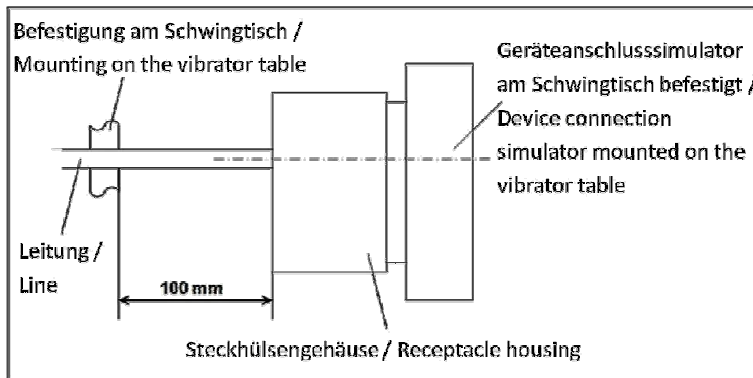 Befestigung am Schwingtisch /
Mounting on the vibrator table
Geräteanschlusssimulator
am Schwingtisch befestigt /
Device connection
simulator mounted on the
vibrator table
Leitung /
Line
100 mm
Steckhülsengehäuse / Receptacle housing